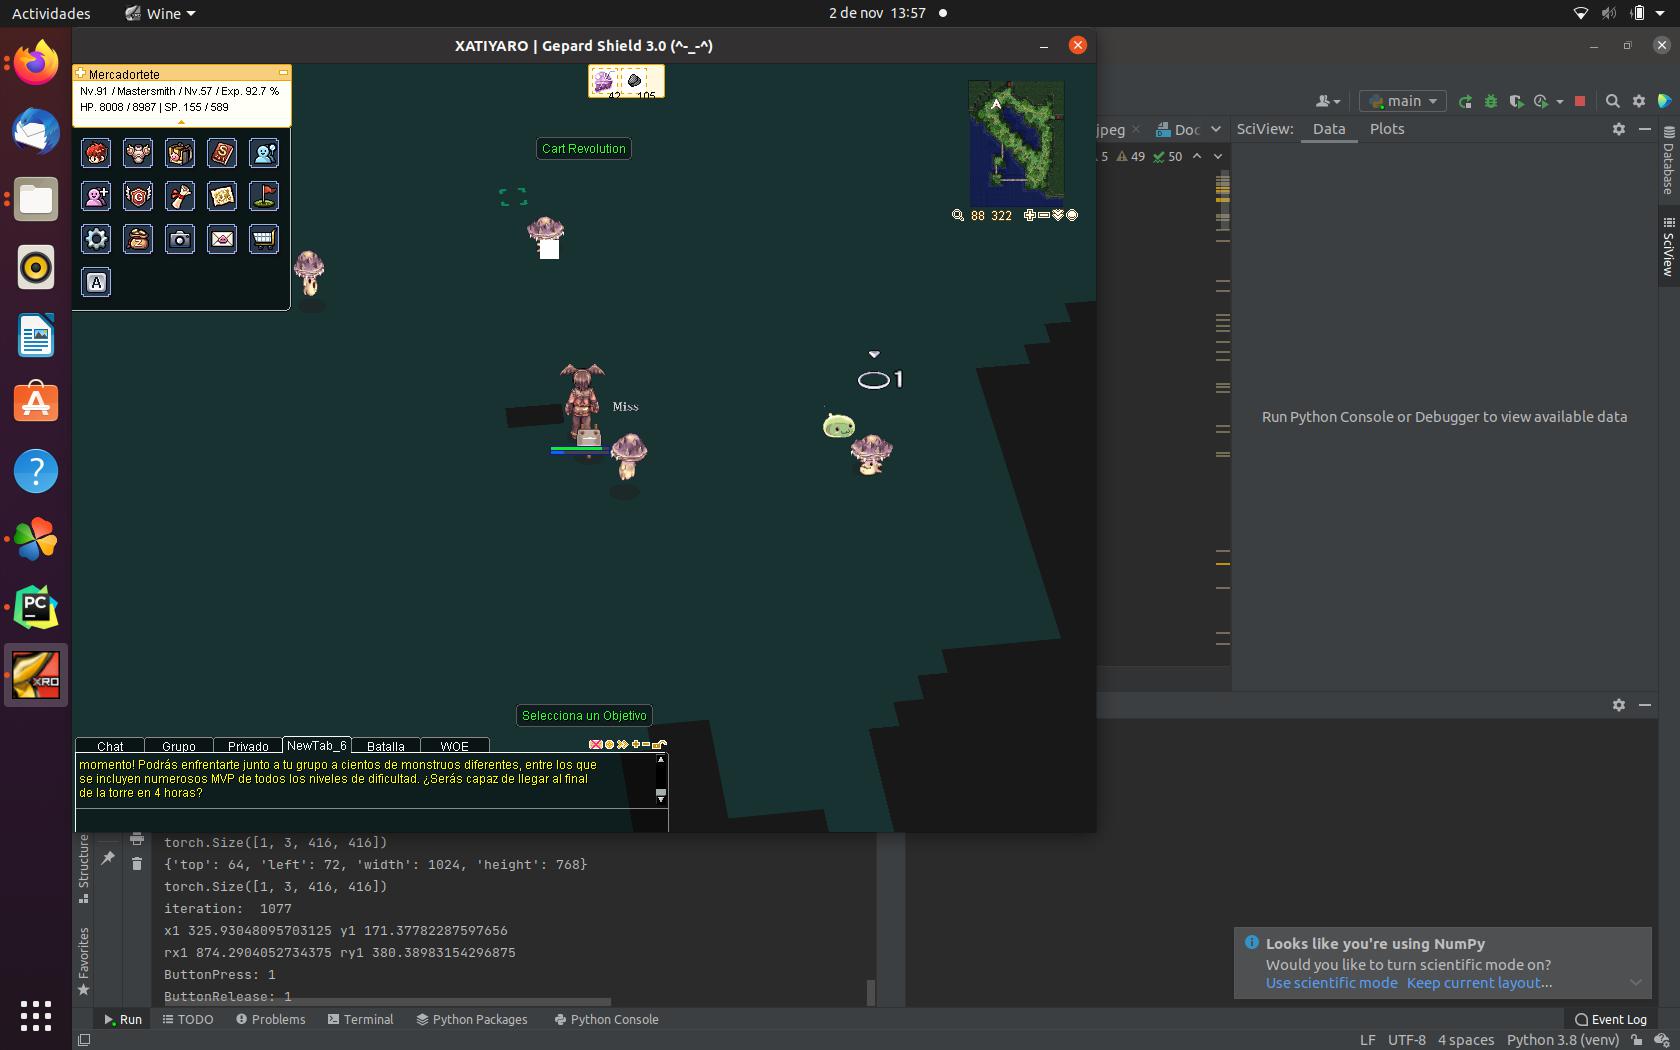 Actividades
Wine
2 de nov 13:57
XATIYARO | Gepard Shield 3.0 (^-_-^)
Mercadortete
Nv.91 / Mastersmith / Nv.57 / Exp. 92.7 %
HP. 8008 / 8987 | SP. 155 / 589
42 105
Cart Revolution
88 322
A
Miss
1
Selecciona un Objetivo
Chat Grupo Privado NewTab_6 Batalla WOE
momento! Podrás enfrentarte junto a tu grupo a cientos de monstruos diferentes, entre los que
se incluyen numerosos MVP de todos los niveles de dificultad. ¿Serás capaz de llegar al final
de la torre en 4 horas?
main
jpeg
Doc
SciView: Data Plots
5 49 50
Database
SciView
Run Python Console or Debugger to view available data
PC
XRO
torch.Size([1, 3, 416, 416])
{'top': 64, 'left': 72, 'width': 1024, 'height': 768}
torch.Size([1, 3, 416, 416])
iteration: 1077
x1 325.93048095703125 y1 171.37782287597656
rx1 874.2904052734375 ry1 380.38983154296875
ButtonPress: 1
ButtonRelease: 1
Structure
Favorites
Looks like you're using NumPy
Would you like to turn scientific mode on?
Use scientific mode Keep current layout...
Run TODO Problems Terminal Python Packages Python Console
Event Log
LF UTF-8 4 spaces Python 3.8 (venv)